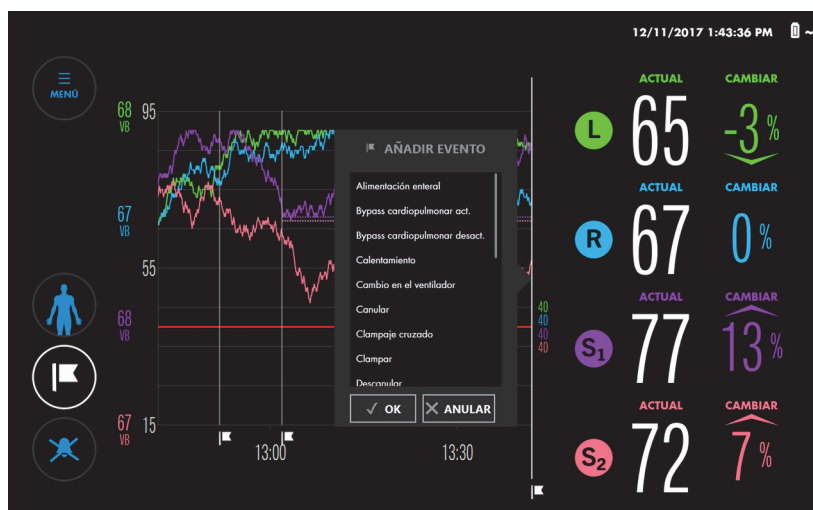 12/11/2017 1:43:36 PM
MENÚ
68
VB
67
VB
68
VB
67
VB
95
55
15
13:00
13:30
40
40
40
40
AÑADIR EVENTO
Alimentación enteral
Bypass cardiopulmonar act.
Bypass cardiopulmonar desact.
Calentamiento
Cambio en el ventilador
Canular
Clampaje cruzado
Clampar
Descanular
OK
ANULAR
L
ACTUAL
65
CAMBIAR
-3 %
R
ACTUAL
67
CAMBIAR
0 %
S1
ACTUAL
77
CAMBIAR
13 %
S2
ACTUAL
72
CAMBIAR
7 %